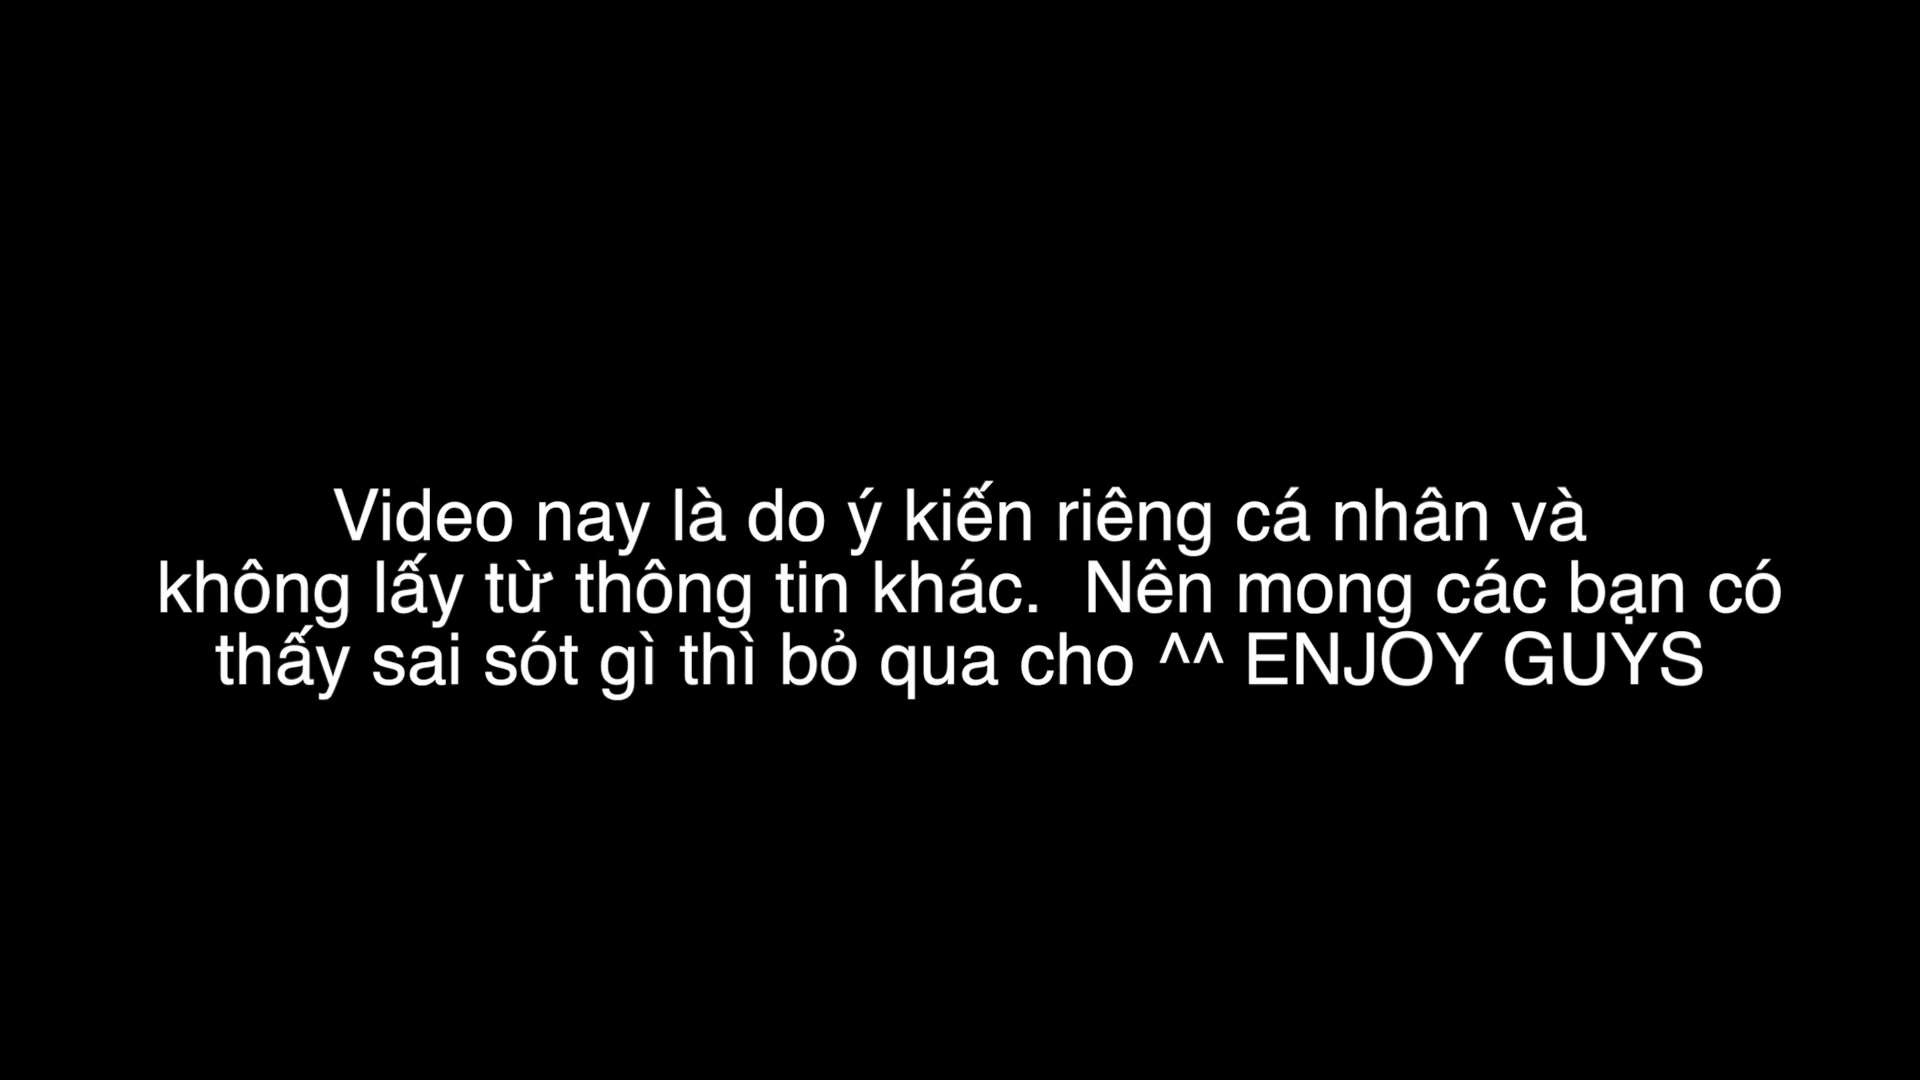 Video nay là do ý kiến riêng cá nhân và
không lấy từ thông tin khác.  Nên mong các bạn có
thấy sai sót gì thì bỏ qua cho ^^ ENJOY GUYS